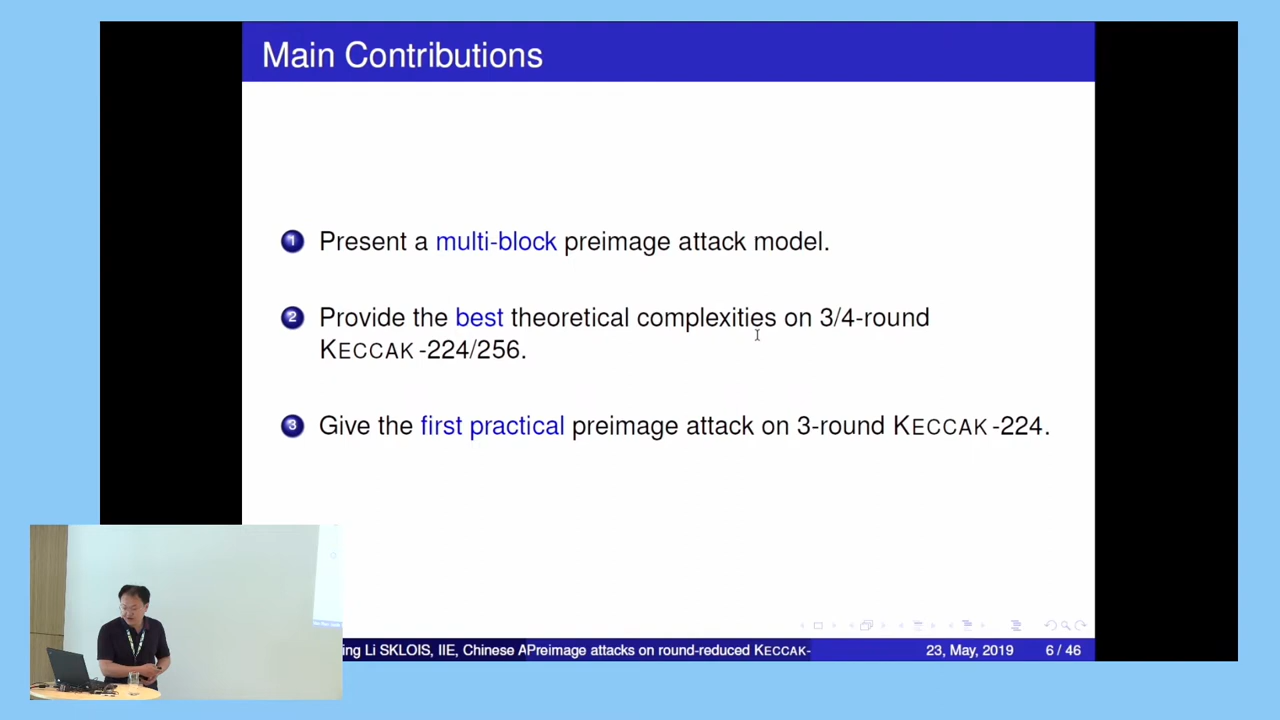 Main Contributions
1 Present a multi-block preimage attack model.
2 Provide the best theoretical complexities on 3/4-round
KECCAK -224/256.
3 Give the first practical preimage attack on 3-round KECCAK -224.
ing Li SKLOIS, IIE, Chinese APreimage attacks on round-reduced KECCAK- 23, May, 2019 6 / 46